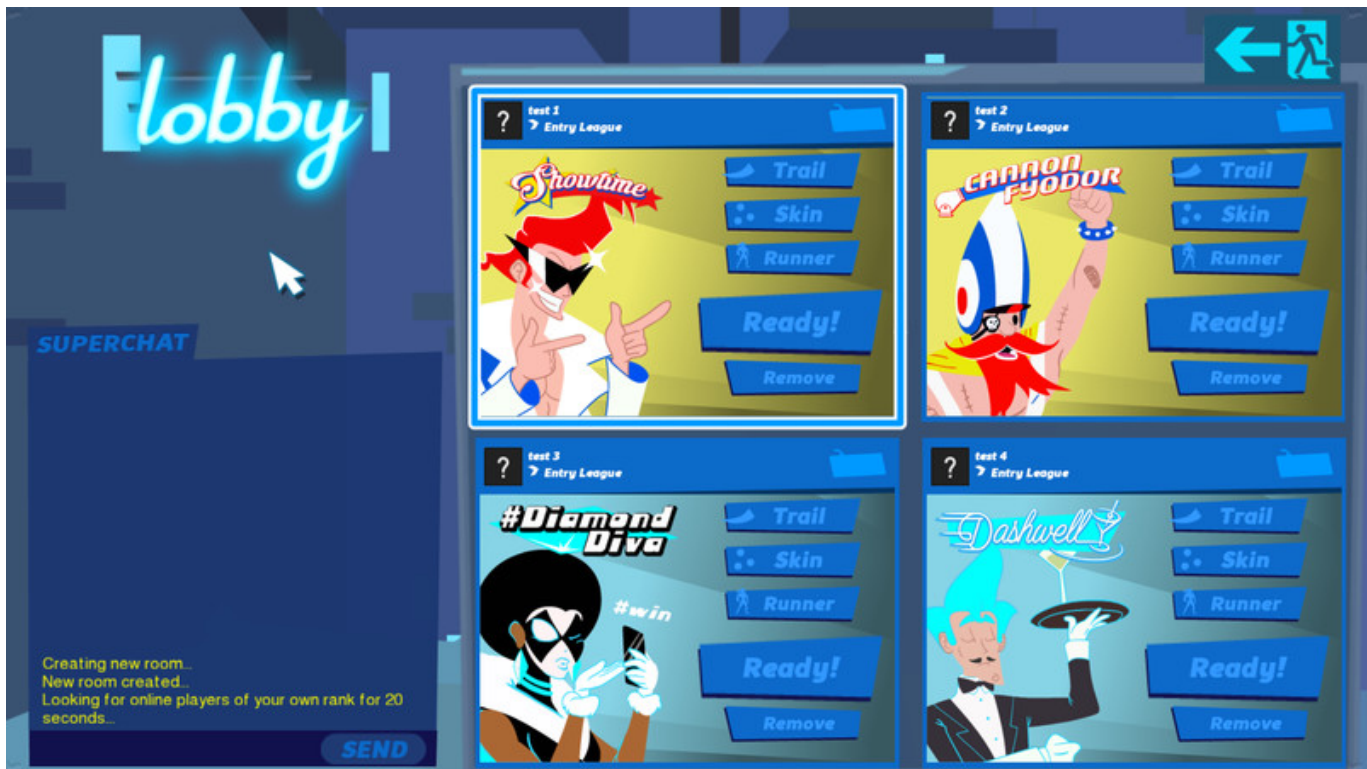 lobby
SUPERCHAT
Creating new room...
New room created...
Looking for online players of your own rank for 20
seconds...
SEND
?
test 1
Entry League
Showtime
Trail
Skin
Runner
Ready!
Remove
?
test 2
Entry League
CANNON
FYODOR
Trail
Skin
Runner
Ready!
Remove
?
test 3
Entry League
#Diamond
Diva
#win
Trail
Skin
Runner
Ready!
Remove
?
test 4
Entry League
Dashwell
Trail
Skin
Runner
Ready!
Remove